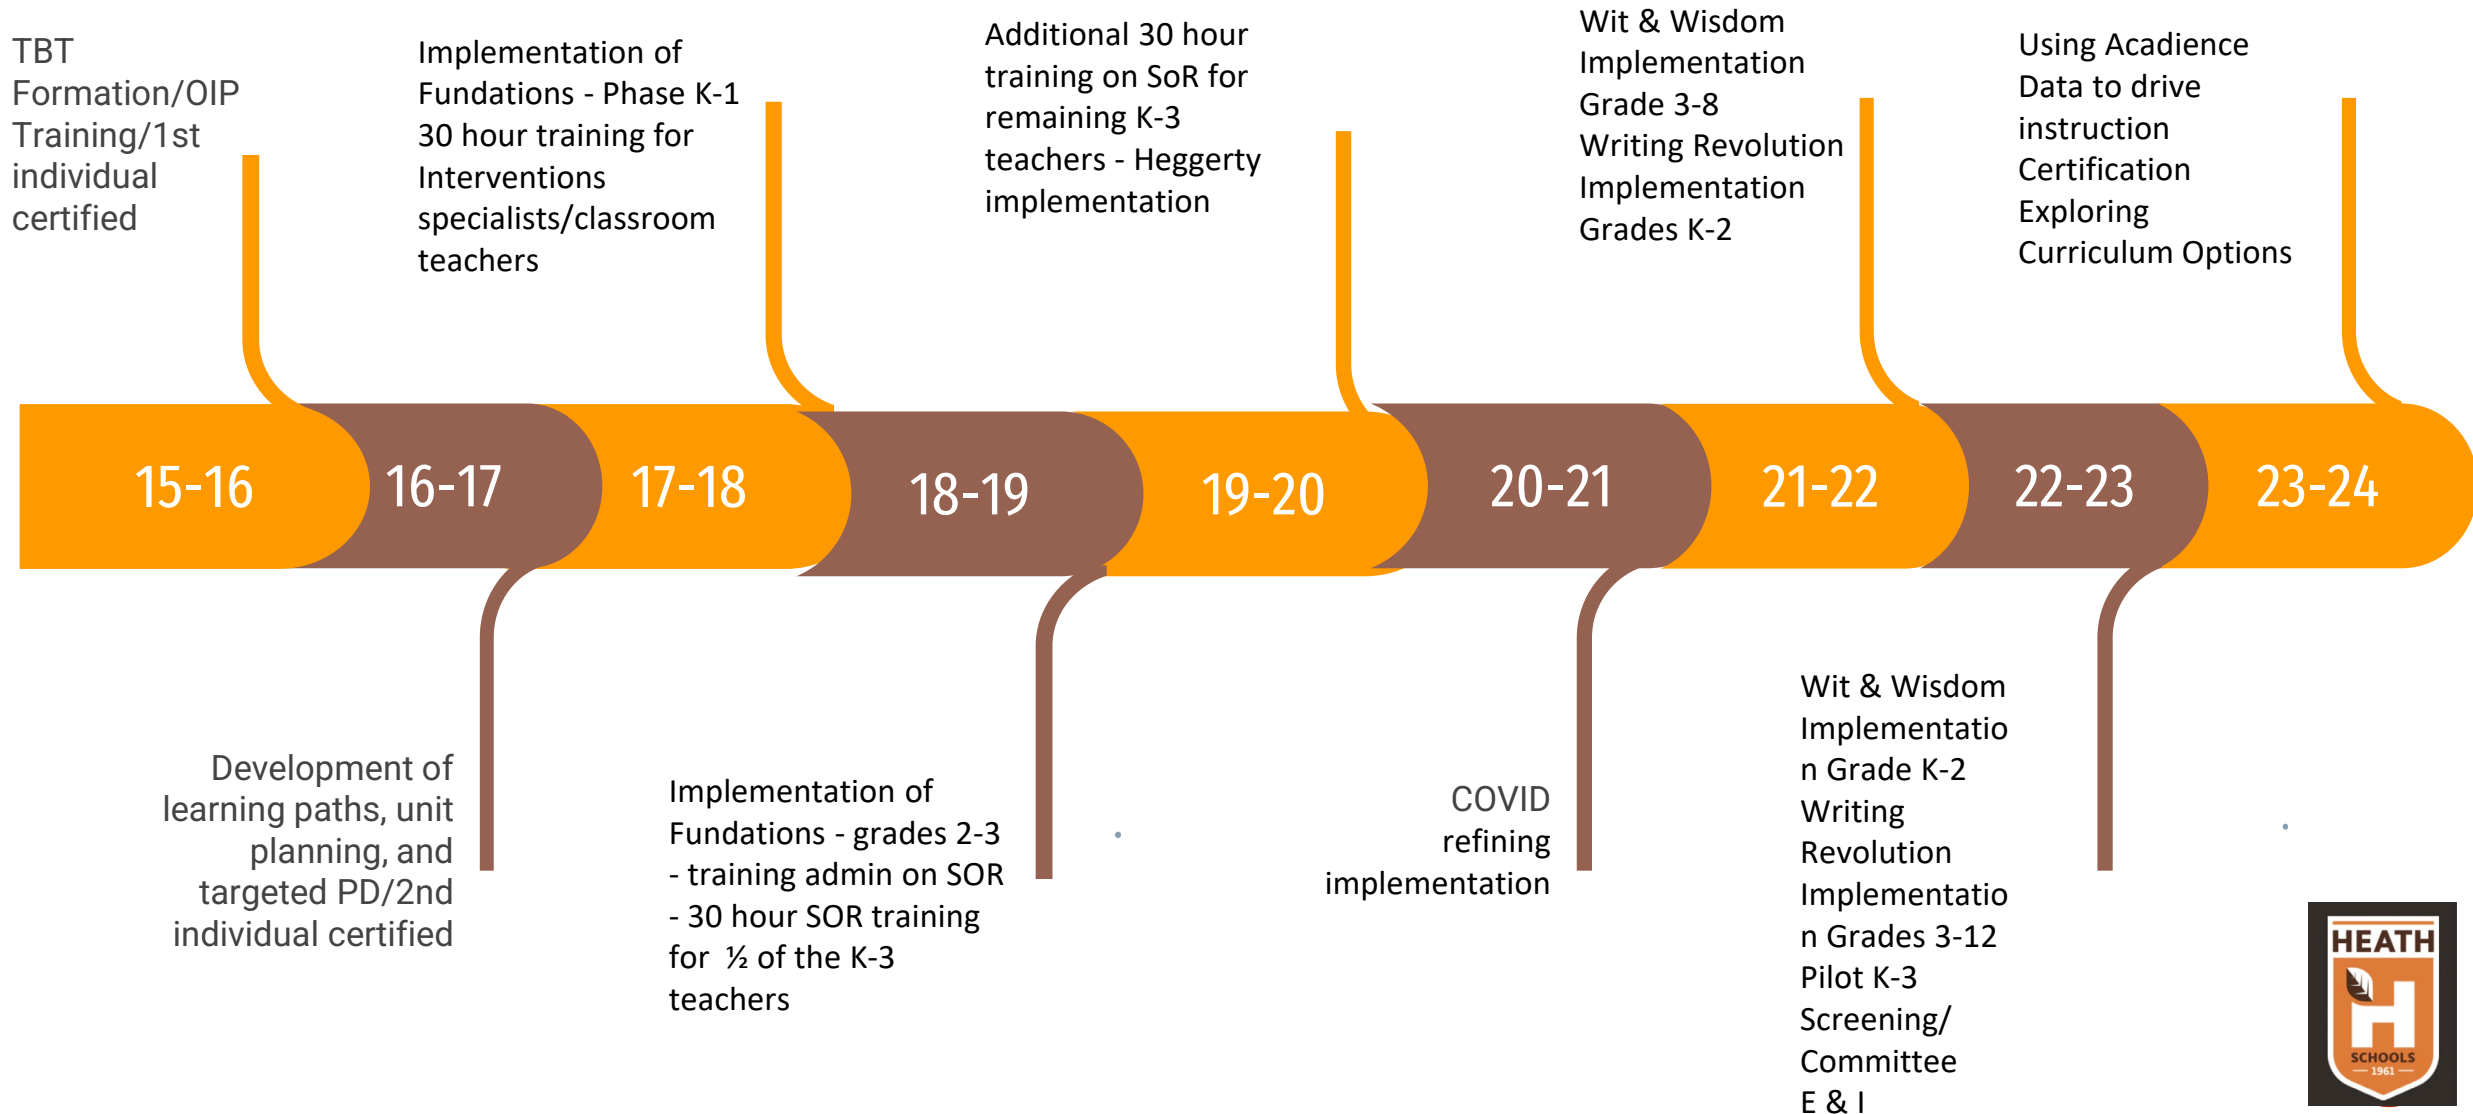 TBT
Formation/OIP
Training/1st
individual
certified
Implementation of
Fundations - Phase K-1
30 hour training for
Interventions
specialists/classroom
teachers
Additional 30 hour
training on SoR for
remaining K-3
teachers - Heggerty
implementation
Wit & Wisdom
Implementation
Grade 3-8
Writing Revolution
Implementation
Grades K-2
Using Acadience
Data to drive
instruction
Certification
Exploring
Curriculum Options
15-16
16-17
17-18
18-19
19-20
20-21
21-22
22-23
23-24
Development of
learning paths, unit
planning, and
targeted PD/2nd
individual certified
Implementation of
Fundations - grades 2-3
- training admin on SOR
- 30 hour SOR training
for ½ of the K-3
teachers
COVID
refining
implementation
Wit & Wisdom
Implementatio
n Grade K-2
Writing
Revolution
Implementatio
n Grades 3-12
Pilot K-3
Screening/
Committee
E & I
HEATH
H
SCHOOLS
1961